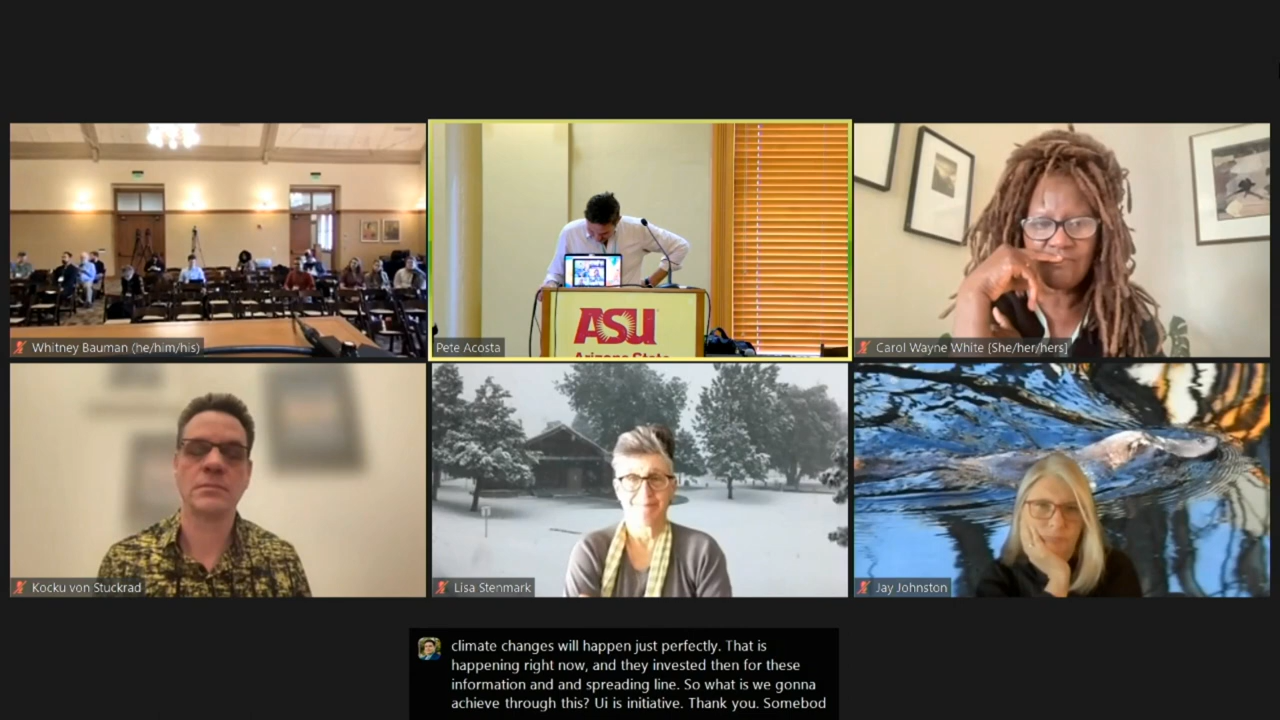 Whitney Bauman (he/him/his)
ASU
Arizona State
Pete Acosta
Carol Wayne White [She/her/hers]
Kocku von Stuckrad
Lisa Stenmark
Jay Johnston
climate changes will happen just perfectly. That is
happening right now, and they invested then for these
information and and spreading line. So what is we gonna
achieve through this? Ui is initiative. Thank you. Somebod